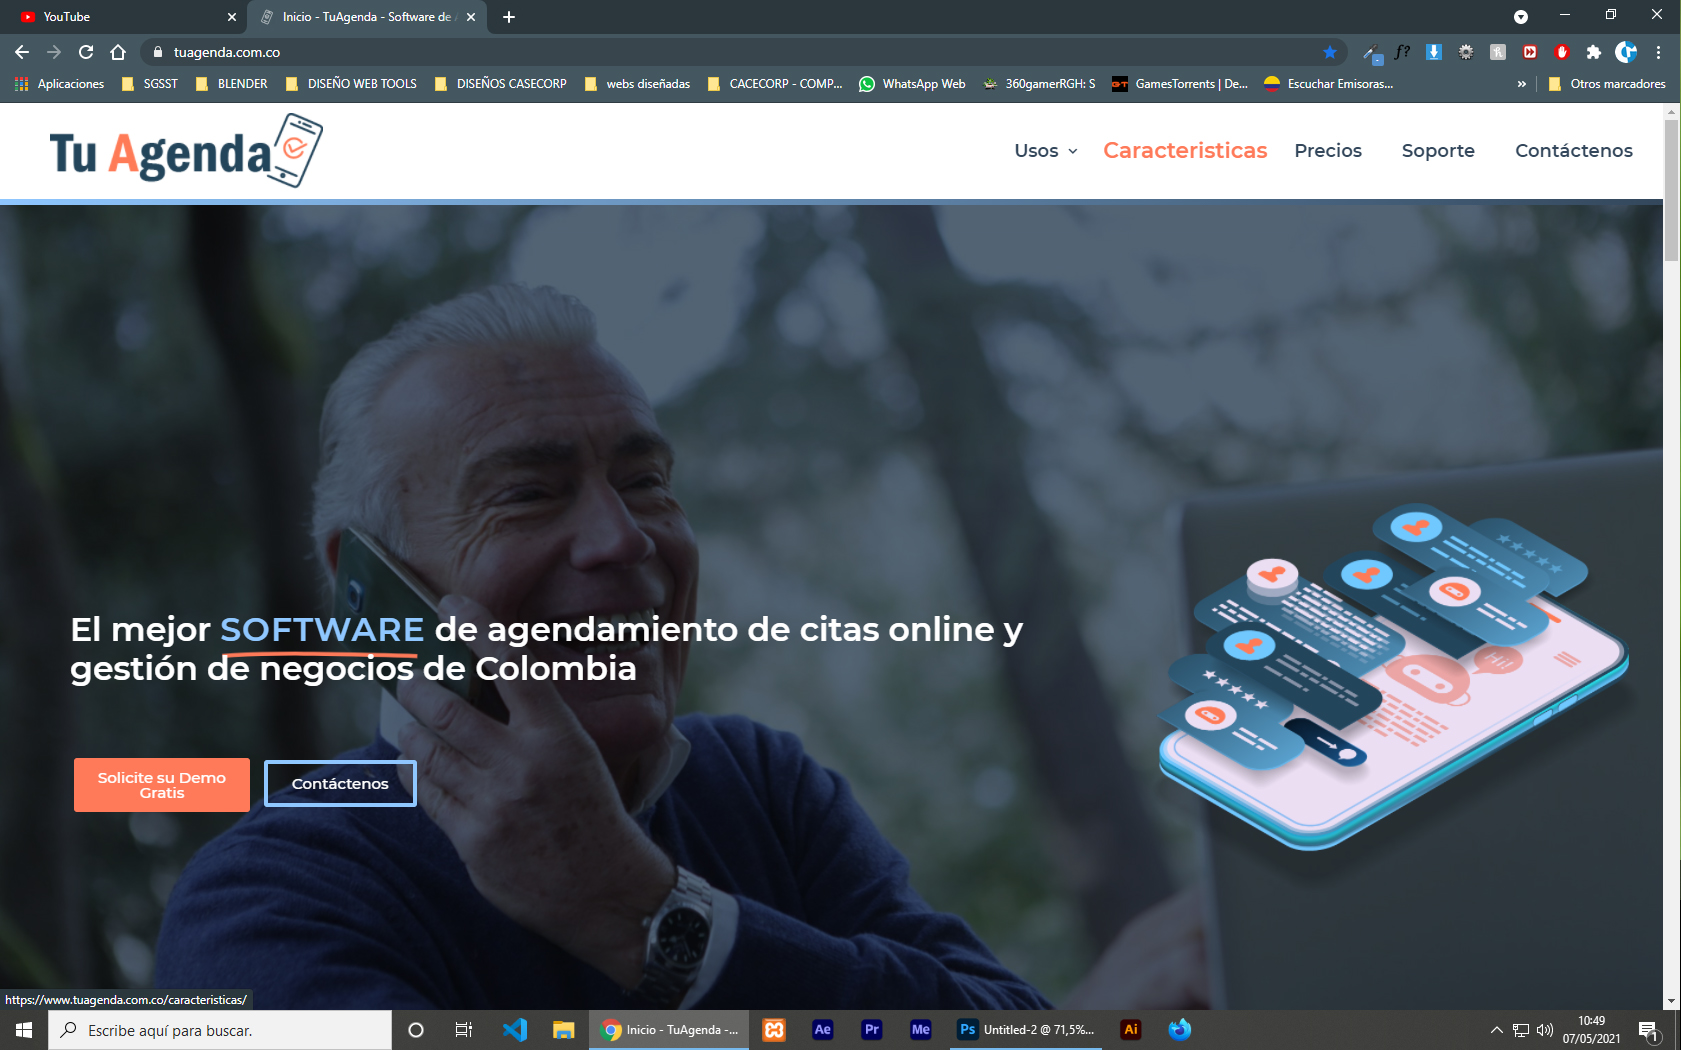 YouTube
Inicio - TuAgenda - Software de
tuagenda.com.co
f?
Aplicaciones
SGSST
BLENDER
DISEÑO WEB TOOLS
DISEÑOS CASECORP
webs diseñadas
CACECORP - COMP...
WhatsApp Web
360gamerRGH: S
GT
GamesTorrents | De...
Escuchar Emisoras...
»
Otros marcadores
Tu Agenda
Usos
Caracteristicas
Precios
Soporte
Contáctenos
El mejor SOFTWARE de agendamiento de citas online y
gestión de negocios de Colombia
Hi!
Solicite su Demo
Gratis
Contáctenos
https://www.tuagenda.com.co/caracteristicas/
Escribe aquí para buscar.
Inicio - TuAgenda -...
Ae
Pr
Me
Ps
Untitled-2 @ 71,5%...
Ai
10:49
07/05/2021
1